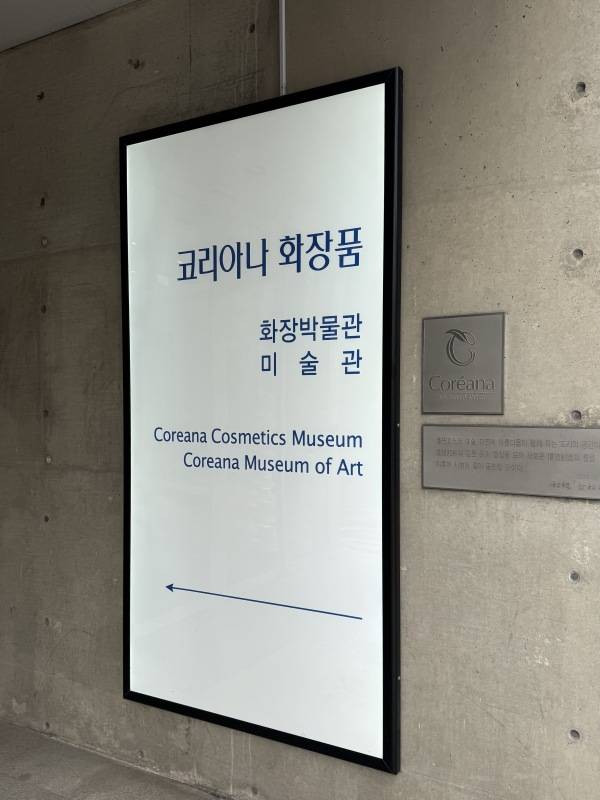 코리아나 화장품
화장박물관
미 술 관
Coreana Cosmetics Museum
Coreana Museum of Art
Coréana